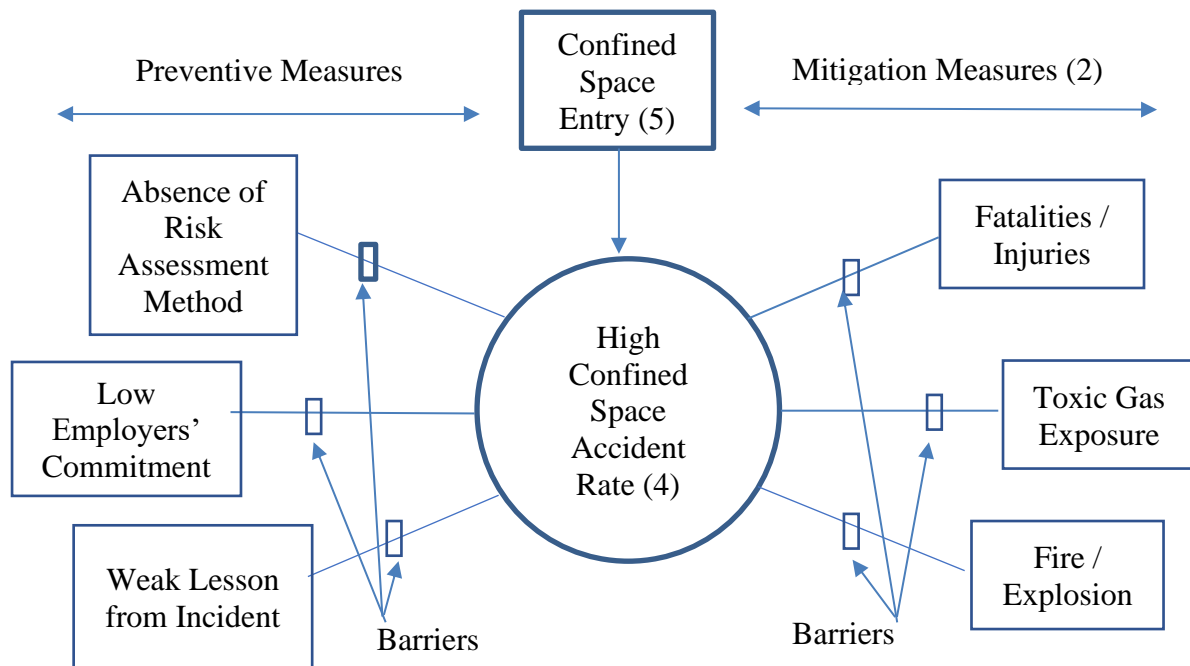 Preventive Measures
Confined
Space
Entry (5)
Mitigation Measures (2)
Absence of
Risk
Assessment
Method
Low
Employers’
Commitment
Weak Lesson
from Incident
Barriers
High
Confined
Space
Accident
Rate (4)
Fatalities /
Injuries
Toxic Gas
Exposure
Fire /
Explosion
Barriers